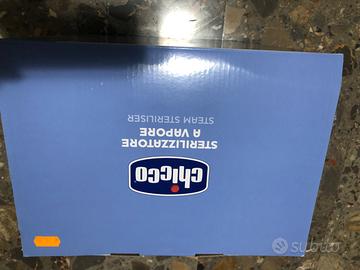 chicco
STERILIZZATORE
A VAPORE
STEAM STERILISER
subito